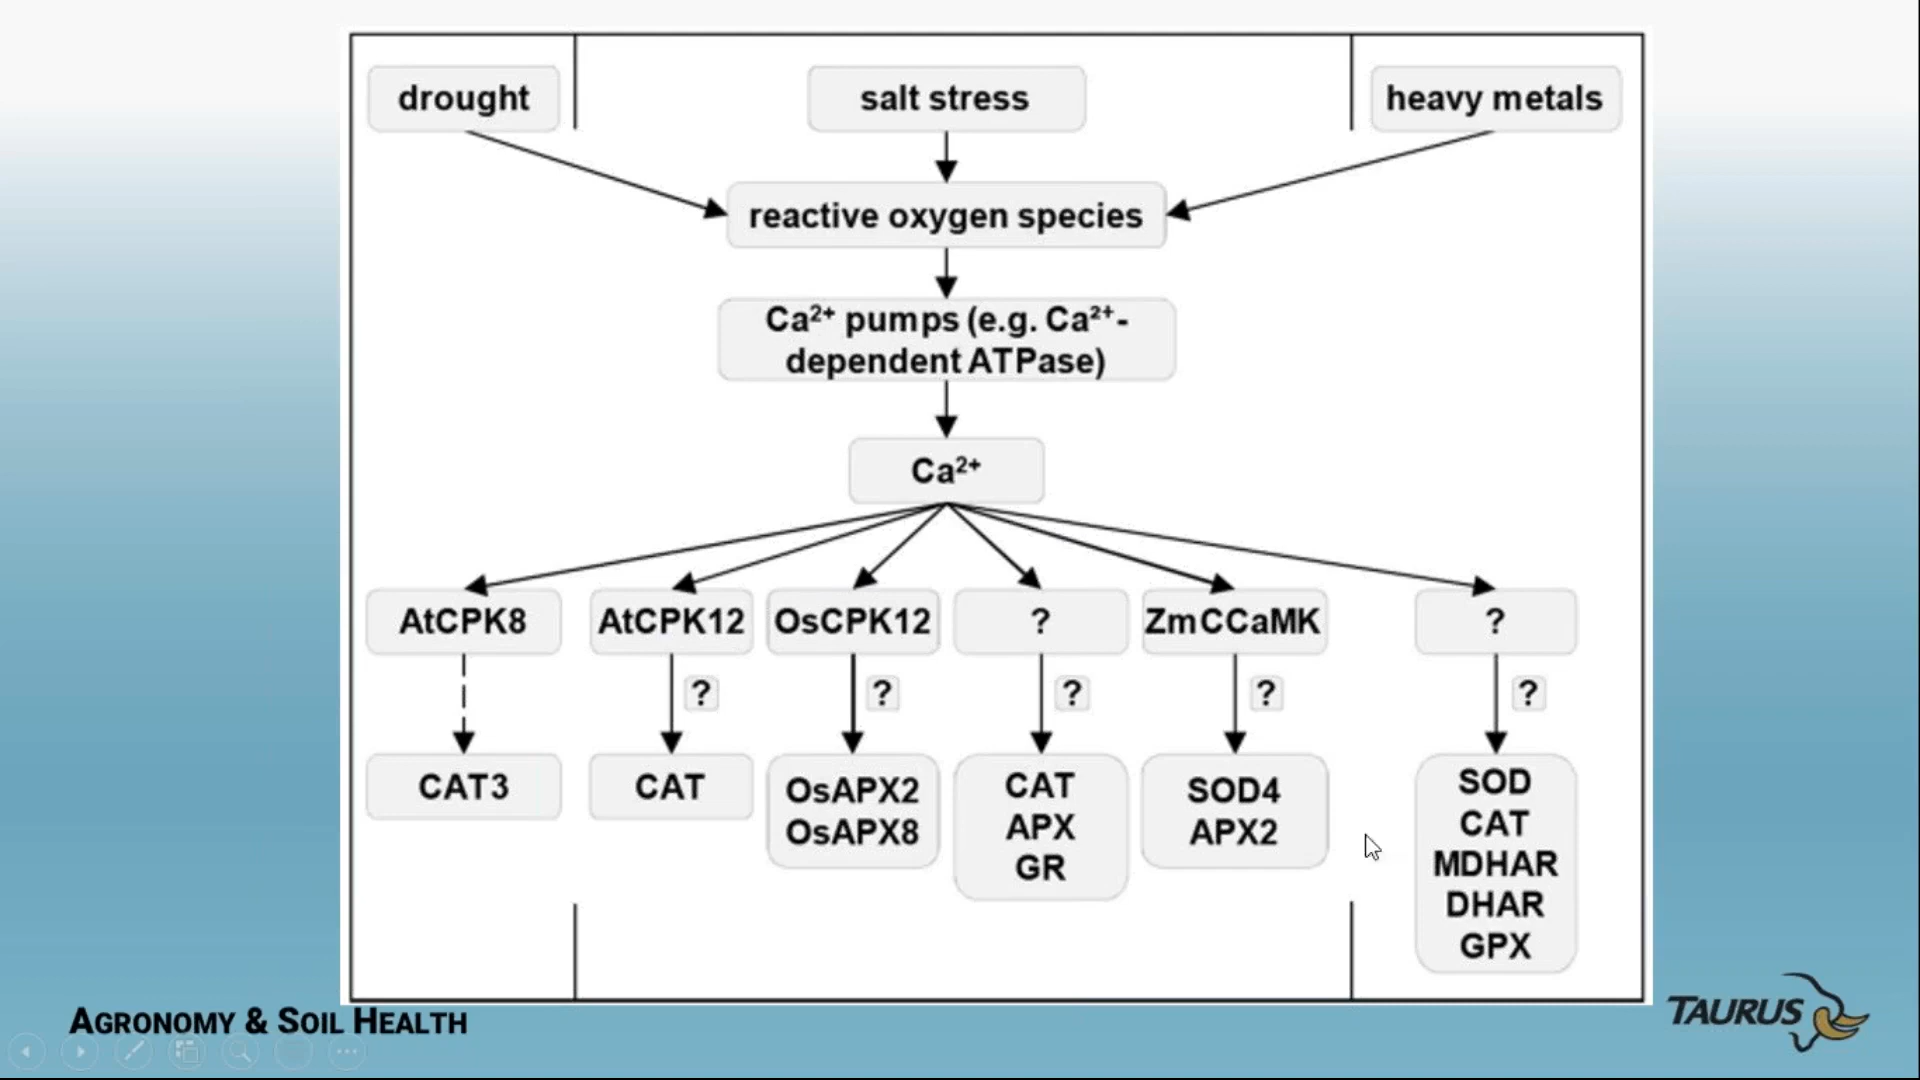 drought
salt stress
heavy metals
reactive oxygen species
Ca²⁺ pumps (e.g. Ca²⁺-
dependent ATPase)
Ca²⁺
AtCPK8
AtCPK12
OsCPK12
?
ZmCCaMK
?
?
?
?
?
?
CAT3
CAT
OsAPX2
OsAPX8
CAT
APX
GR
SOD4
APX2
SOD
CAT
MDHAR
DHAR
GPX
AGRONOMY & SOIL HEALTH
TAURUS